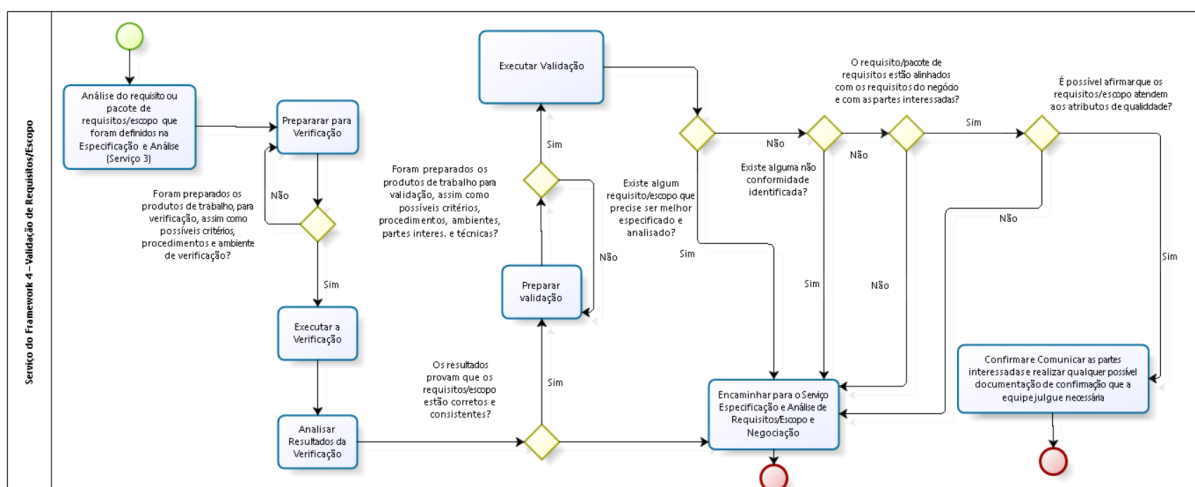 Serviço do Framework 4 – Validação de Requisitos/Escopo
Análise do requisito ou
pacote de
requisitos/escopo que
foram definidos na
Especificação e Análise
(Serviço 3)
Prepararar para
Verificação
Não
Foram preparados os
produtos de trabalho, para
verificação, assim como
possíveis critérios,
procedimentos e ambiente
de verificação?
Sim
Executar a
Verificação
Analisar
Resultados da
Verificação
Os resultados
provam que os
requisitos/escopo
estão corretos e
consistentes?
Sim
Preparar
validação
Foram preparados os
produtos de trabalho para
validação, assim como
possíveis critérios,
procedimentos, ambientes,
partes interes. e técnicas?
Não
Sim
Executar Validação
Existe algum
requisito/escopo que
precise ser melhor
especificado e
analisado?
Sim
Não
Existe alguma não
conformidade
identificada?
Sim
Não
O requisito/pacote de
requisitos estão alinhados
com os requisitos do negócio
e com as partes interessadas?
Não
Sim
É possível afirmar que os
requisitos/escopo atendem
aos atributos de qualiddade?
Não
Sim
Encaminhar para o Serviço
Especificação e Análise de
Requisitos/Escopo e
Negociação
Confirmar e Comunicar as partes
interessadas e realizar qualquer possível
documentação de confirmação que a
equipe julgue necessária